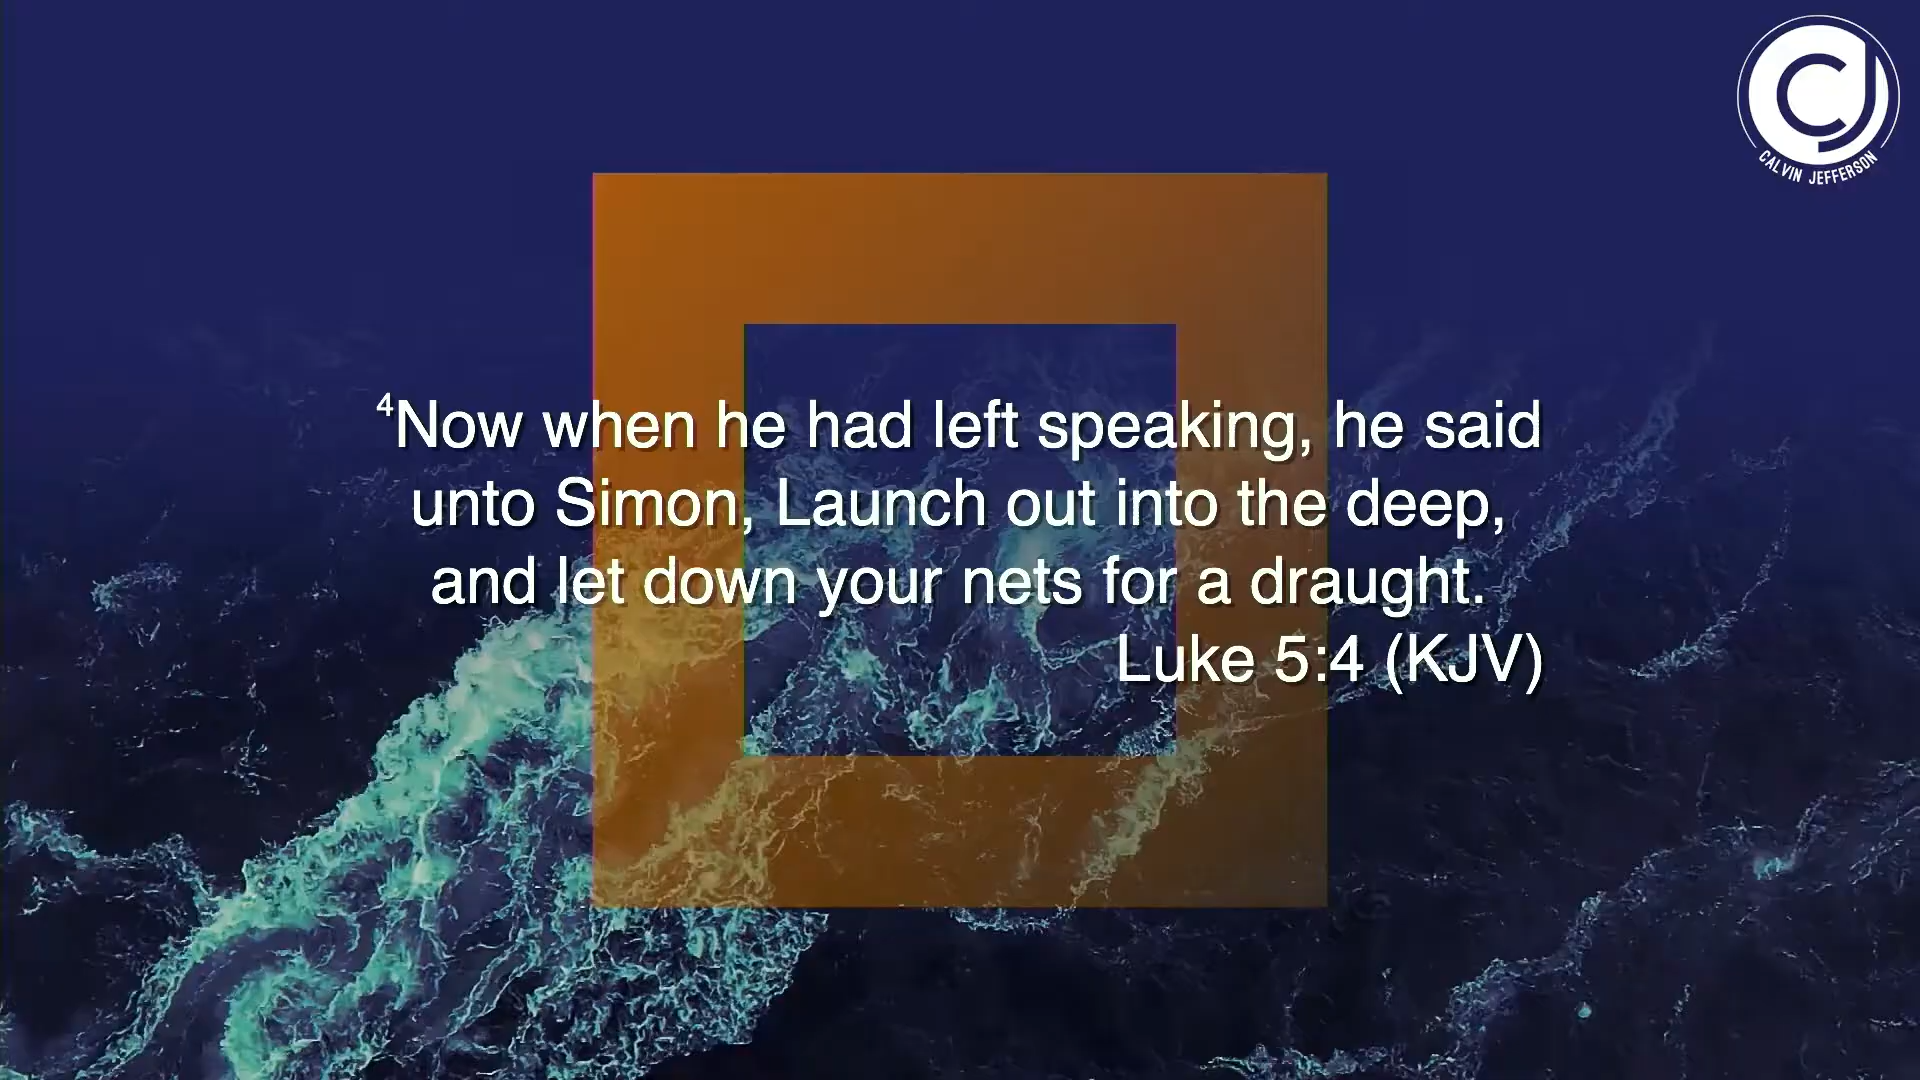 CJ
CALVIN JEFFERSON
⁴Now when he had left speaking, he said
unto Simon, Launch out into the deep,
and let down your nets for a draught.
Luke 5:4 (KJV)